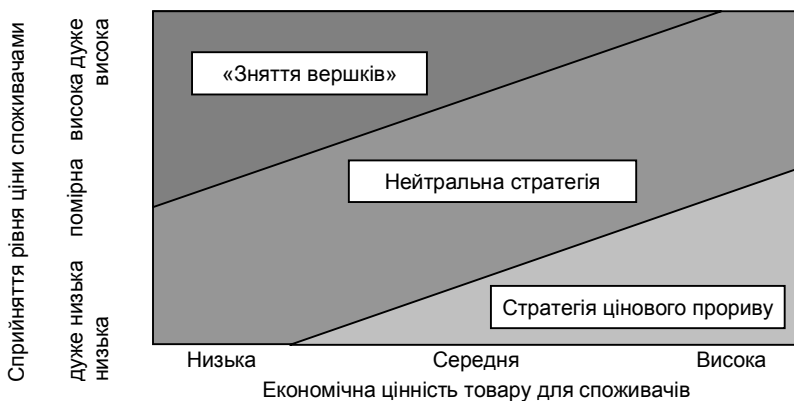 Сприйняття рівня ціни споживачами
дуже низька помірна висока дуже
низька висока
«Зняття вершків»
Нейтральна стратегія
Стратегія цінового прориву
Низька Середня Висока
Економічна цінність товару для споживачів